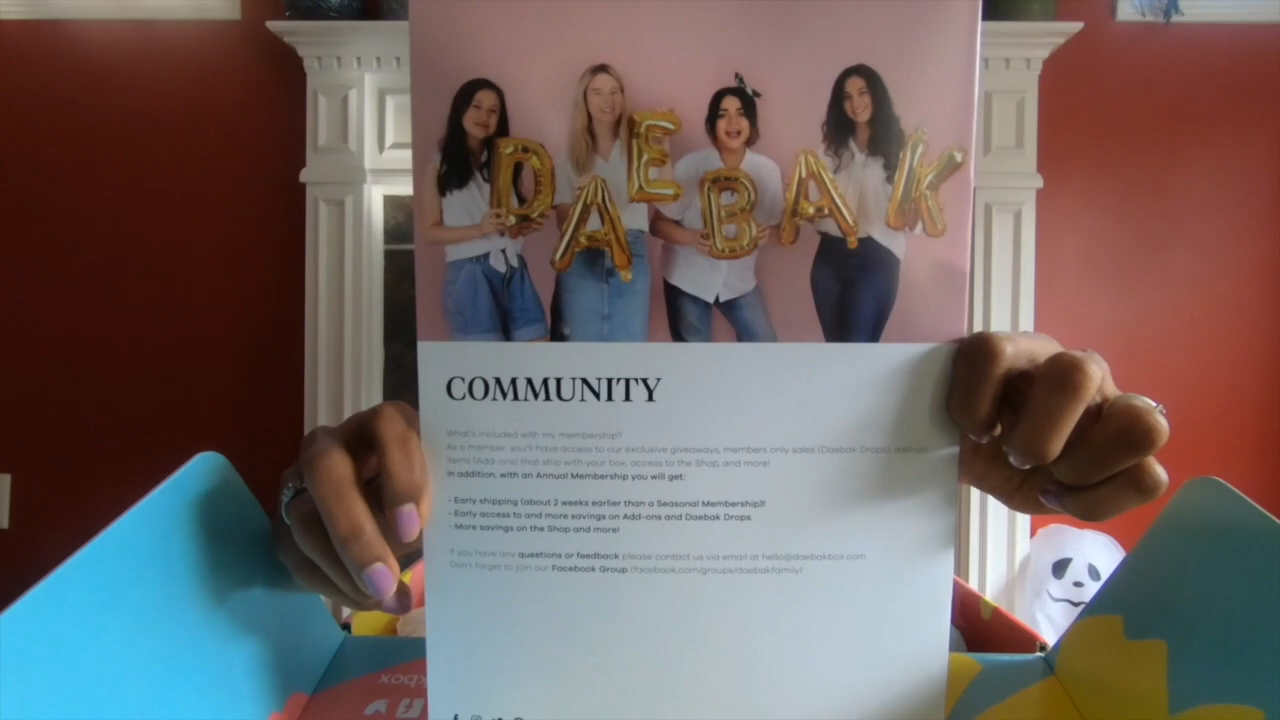 DAEBAK
COMMUNITY
What's included with my membership?
As a member, you'll have access to our exclusive giveaways, members only sales (Daebak Drops) add-on
items (Add-ons) that ship with your box, access to the Shop, and more!
In addition, with an Annual Membership you will get:
- Early shipping (about 2 weeks earlier than a Seasonal Membership)!
- Early access to and more savings on Add-ons and Daebak Drops.
- More savings on the Shop and more!
If you have any questions or feedback please contact us via email at hello@daebakbox.com
Don't forget to join our Facebook Group (facebook.com/groups/daebakfamily)